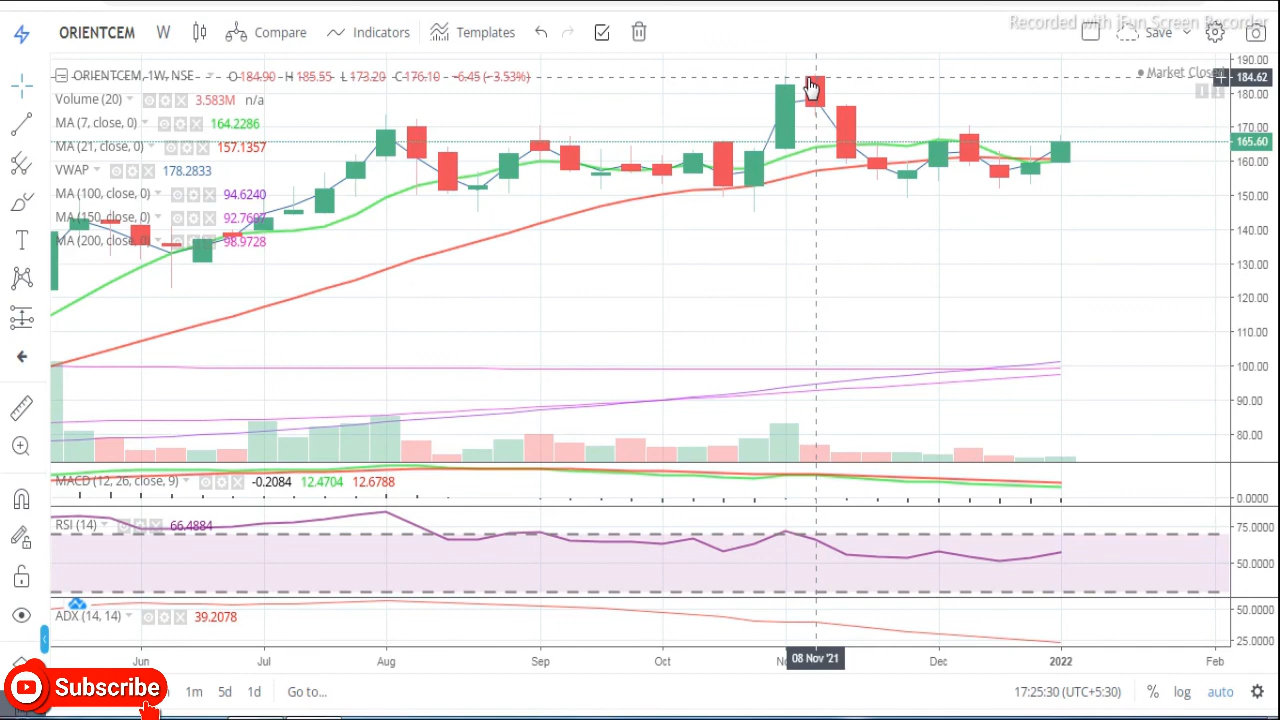 Recorded with iFun Screen Recorder
ORIENTCEM W Compare Indicators Templates Save
ORIENTCEM, 1W, NSE O 184.90 H 185.55 L 173.20 C 176.10 -6.45 (-3.53%)
Market Closed
Volume (20) 3.583M n/a
MA (7, close, 0) 164.2286
MA (21, close, 0) 157.1357
VWAP 178.2833
MA (100, close, 0) 94.6240
MA (150, close, 0)
MA (200, close, 0) 98.9728
190.00
184.62
180.00
170.00
165.60
160.00
150.00
140.00
130.00
120.00
110.00
100.00
90.00
80.00
MACD (12, 26, close, 9) -0.2084 12.4704 12.6788
0.0000
RSI (14) 66.4884
75.0000
50.0000
ADX (14, 14) 39.2078
50.0000
25.0000
Jun Jul Aug Sep Oct 08 Nov '21 Dec 2022 Feb
Subscribe
1m 5d 1d Go to... 17:25:30 (UTC+5:30) % log auto